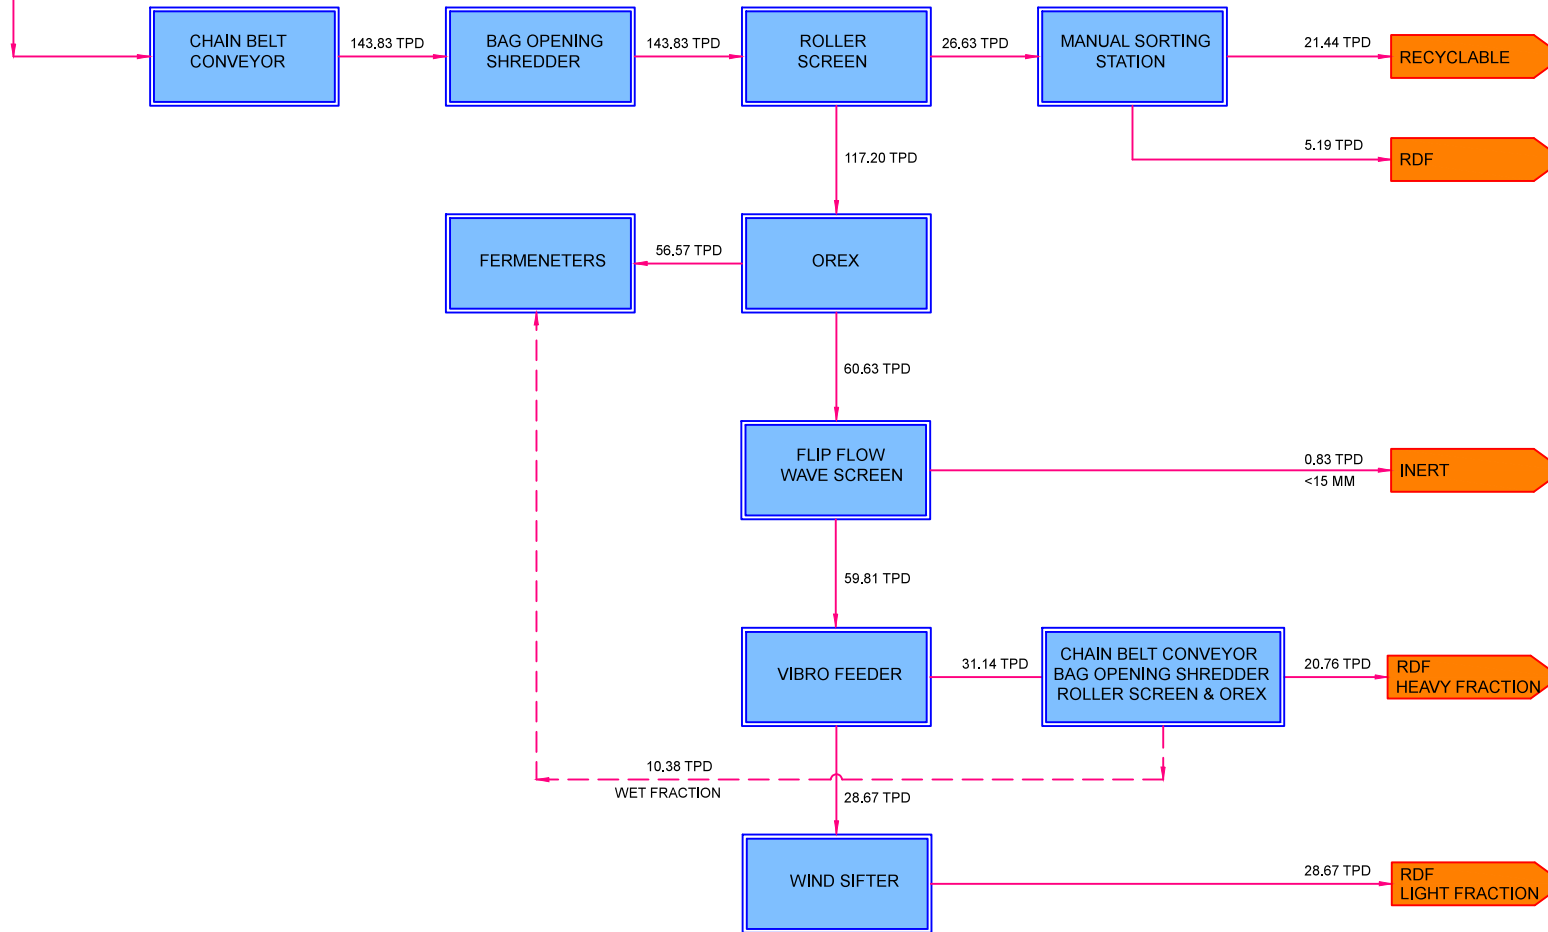 CHAIN BELT
CONVEYOR
143.83 TPD
BAG OPENING
SHREDDER
143.83 TPD
ROLLER
SCREEN
26.63 TPD
MANUAL SORTING
STATION
21.44 TPD
RECYCLABLE
5.19 TPD
RDF
117.20 TPD
FERMENETERS
56.57 TPD
OREX
60.63 TPD
FLIP FLOW
WAVE SCREEN
0.83 TPD
<15 MM
INERT
59.81 TPD
VIBRO FEEDER
31.14 TPD
CHAIN BELT CONVEYOR
BAG OPENING SHREDDER
ROLLER SCREEN & OREX
20.76 TPD
RDF
HEAVY FRACTION
10.38 TPD
WET FRACTION
28.67 TPD
WIND SIFTER
28.67 TPD
RDF
LIGHT FRACTION